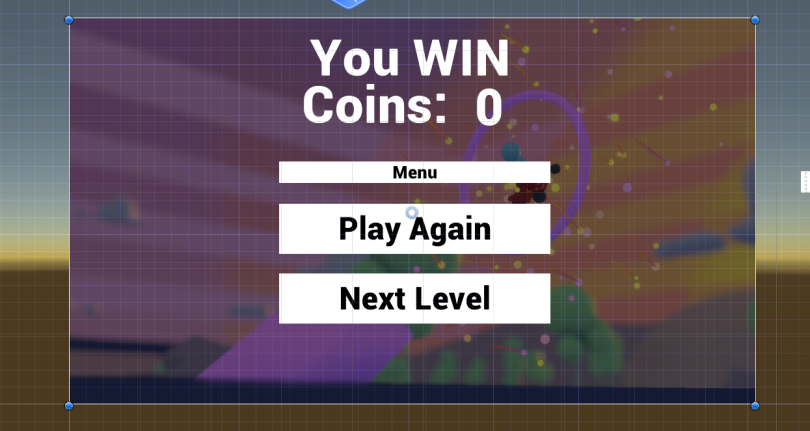 You WIN
Coins: 0
Menu
Play Again
Next Level